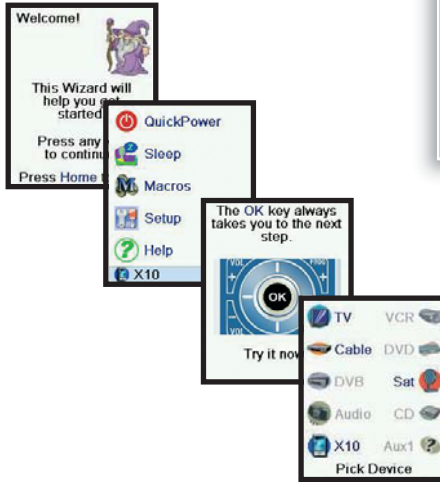 Welcome!
This Wizard will
help you get
started
Press any
to continu
Press Home
QuickPower
Sleep
Macros
Setup
Help
X10
The OK key always
takes you to the next
step.
VOL
OK
VOL
Try it now
TV VCR
Cable DVD
DVB Sat
Audio CD
X10 Aux1
Pick Device